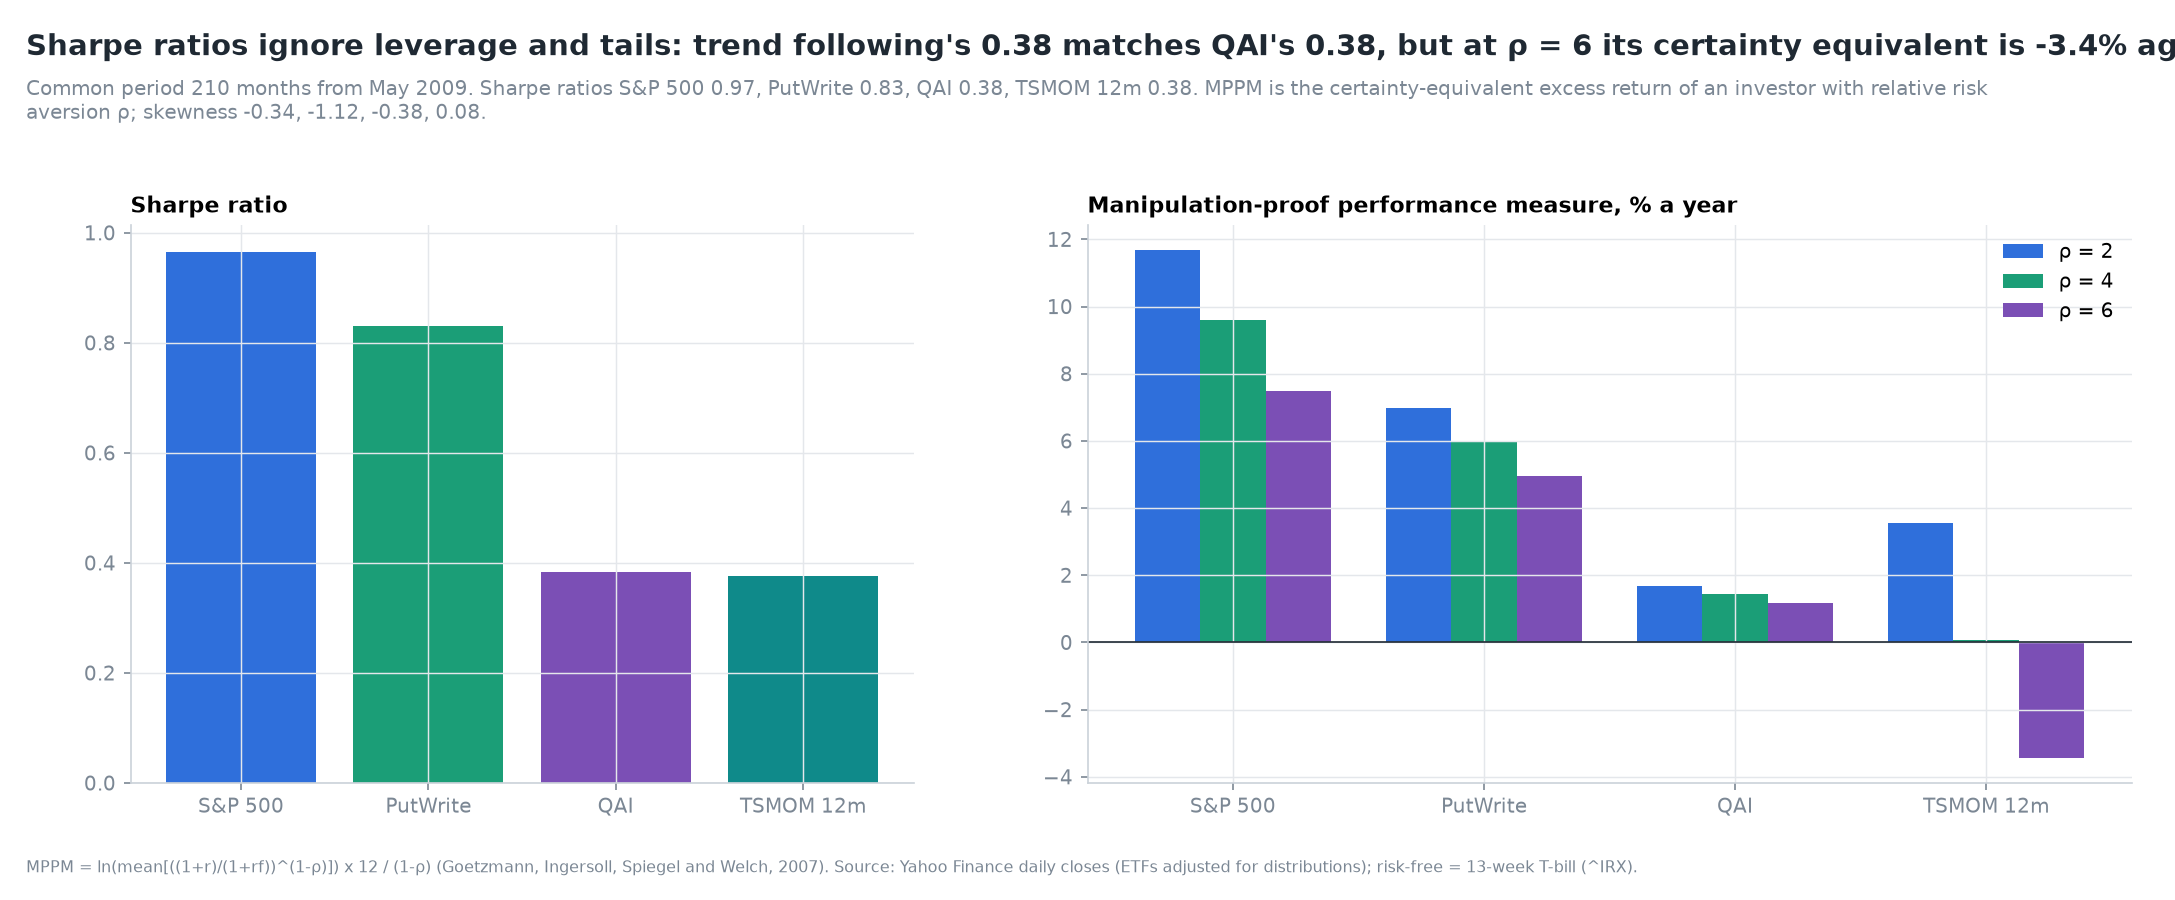 Sharpe ratios ignore leverage and tails: trend following's 0.38 matches QAI's 0.38, but at ρ = 6 its certainty equivalent is -3.4% ag
Common period 210 months from May 2009. Sharpe ratios S&P 500 0.97, PutWrite 0.83, QAI 0.38, TSMOM 12m 0.38. MPPM is the certainty-equivalent excess return of an investor with relative risk
aversion ρ; skewness -0.34, -1.12, -0.38, 0.08.
Sharpe ratio
1.0
0.8
0.6
0.4
0.2
0.0
S&P 500
PutWrite
QAI
TSMOM 12m
Manipulation-proof performance measure, % a year
12
10
8
6
4
2
0
−2
−4
ρ = 2
ρ = 4
ρ = 6
S&P 500
PutWrite
QAI
TSMOM 12m
MPPM = ln(mean[((1+r)/(1+rf))^(1-ρ)]) x 12 / (1-ρ) (Goetzmann, Ingersoll, Spiegel and Welch, 2007). Source: Yahoo Finance daily closes (ETFs adjusted for distributions); risk-free = 13-week T-bill (^IRX).